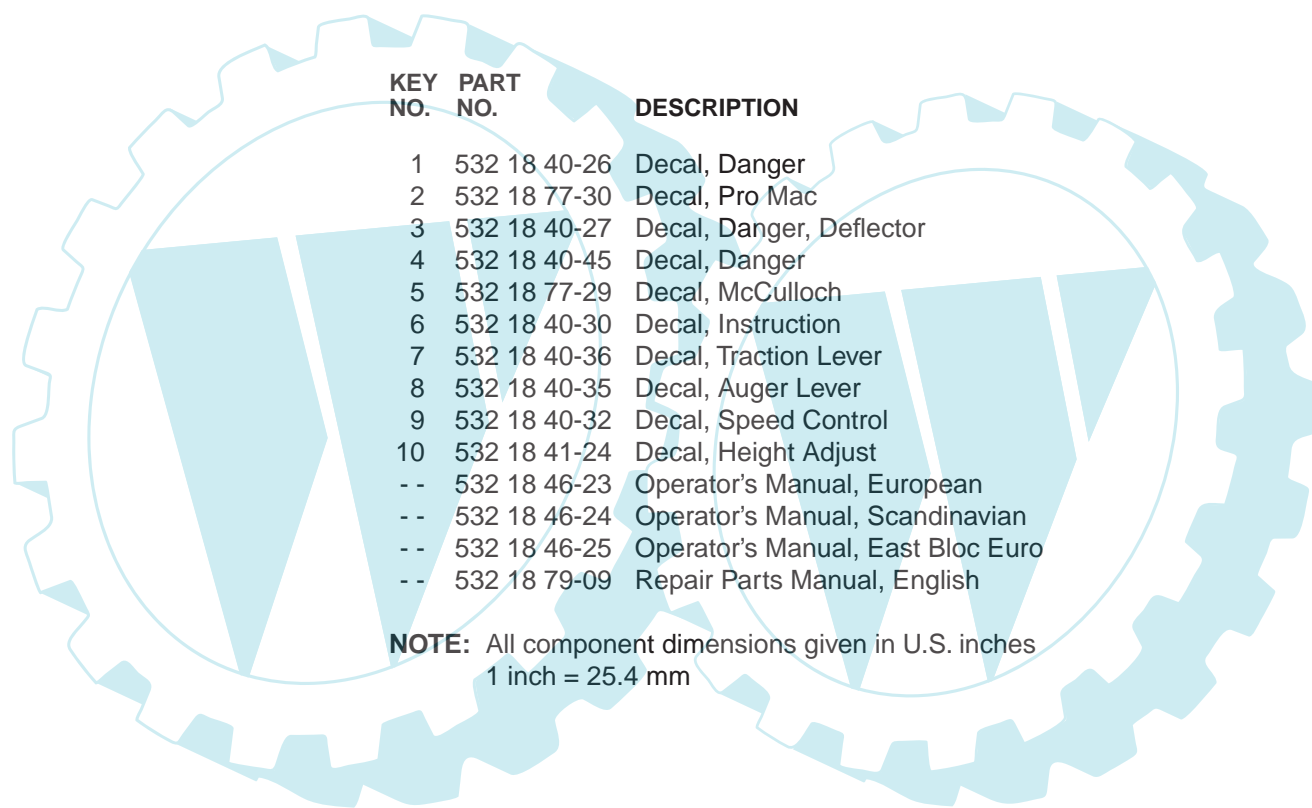 KEY PART
NO. NO. DESCRIPTION
1 532 18 40-26 Decal, Danger
2 532 18 77-30 Decal, Pro Mac
3 532 18 40-27 Decal, Danger, Deflector
4 532 18 40-45 Decal, Danger
5 532 18 77-29 Decal, McCulloch
6 532 18 40-30 Decal, Instruction
7 532 18 40-36 Decal, Traction Lever
8 532 18 40-35 Decal, Auger Lever
9 532 18 40-32 Decal, Speed Control
10 532 18 41-24 Decal, Height Adjust
- - 532 18 46-23 Operator’s Manual, European
- - 532 18 46-24 Operator’s Manual, Scandinavian
- - 532 18 46-25 Operator’s Manual, East Bloc Euro
- - 532 18 79-09 Repair Parts Manual, English
NOTE: All component dimensions given in U.S. inches
1 inch = 25.4 mm